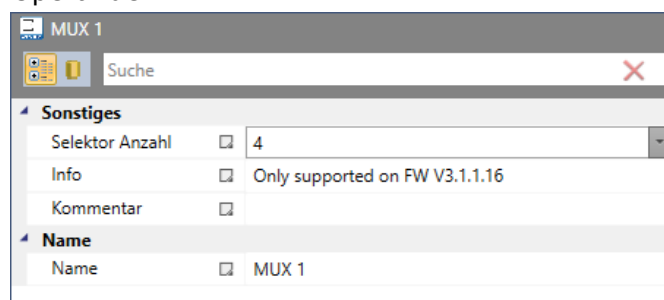 MUX 1
Suche
Sonstiges
Selektor Anzahl 4
Info Only supported on FW V3.1.1.16
Kommentar
Name
Name MUX 1